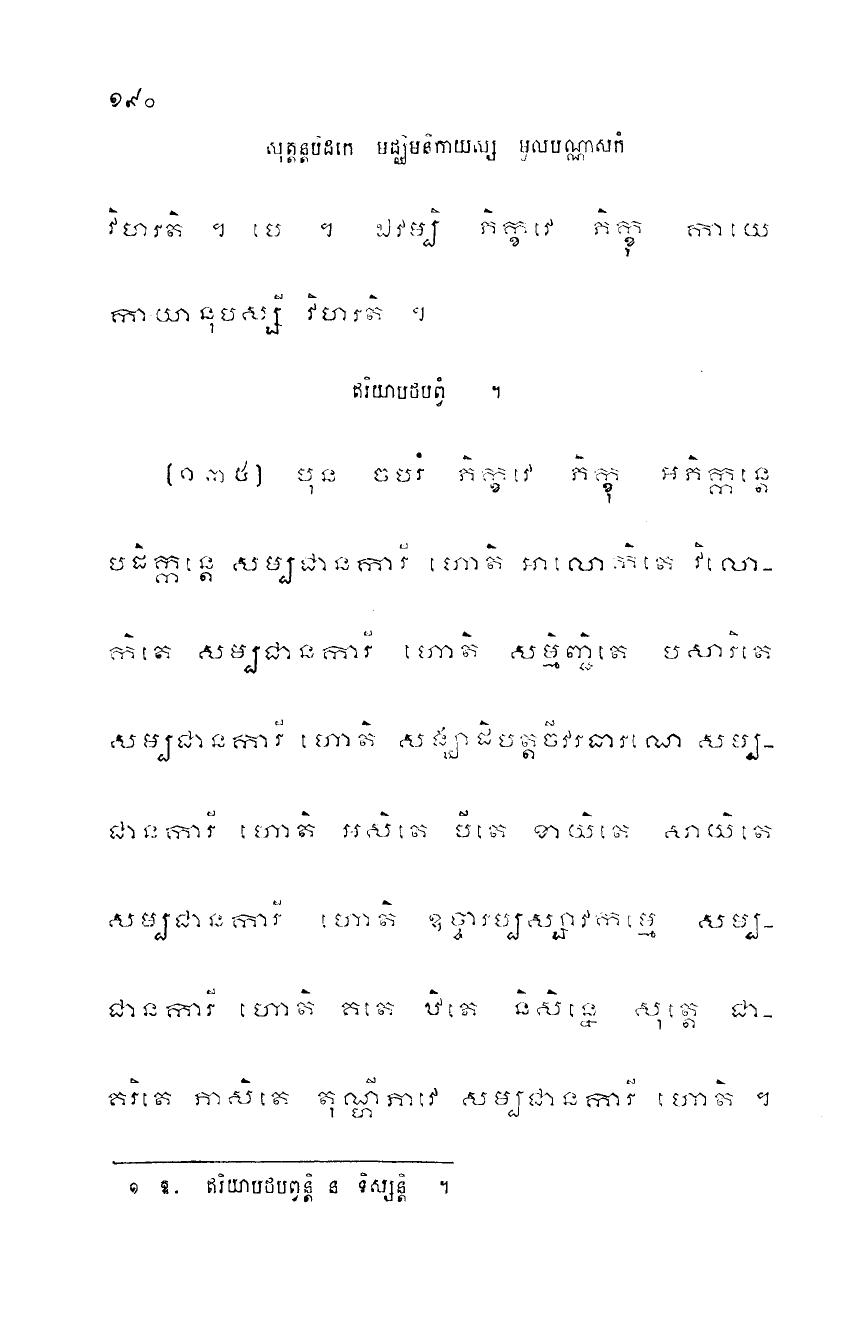 ១៩០
សុត្តន្តបិដកេ មជ្ឈិមនិកាយស្ស មូលបណ្ណាសកំ
វិហរតិ ។ បេ ។ ឯវម្បិ ភិក្ខវេ ភិក្ខុ កាយេ
កាយានុបស្សី វិហរតិ ។
ឥរិយាបថបព្វំ ។
[១៣៥] បុន ចបរំ ភិក្ខវេ ភិក្ខុ អភិក្កន្តេ
បដិក្កន្តេ សម្បជានការី ហោតិ អាលោកិតេ វិលោ-
កិតេ សម្បជានការី ហោតិ សម្មិញ្ជិតេ បសារិតេ
សម្បជានការី ហោតិ សង្ឃាដិបត្តចីវរធារណេ សម្ប-
ជានការី ហោតិ អសិតេ បីតេ ខាយិតេ សាយិតេ
សម្បជានការី ហោតិ ឧច្ចារប្បស្សាវកម្មេ សម្ប-
ជានការី ហោតិ គតេ ឋិតេ និសិន្នេ សុត្តេ ជា-
គរិតេ ភាសិតេ តុណ្ហីភាវេ សម្បជានការី ហោតិ ។
១ ឱ. ឥរិយាបថបព្វន្តិ ន ទិស្សន្តិ ។